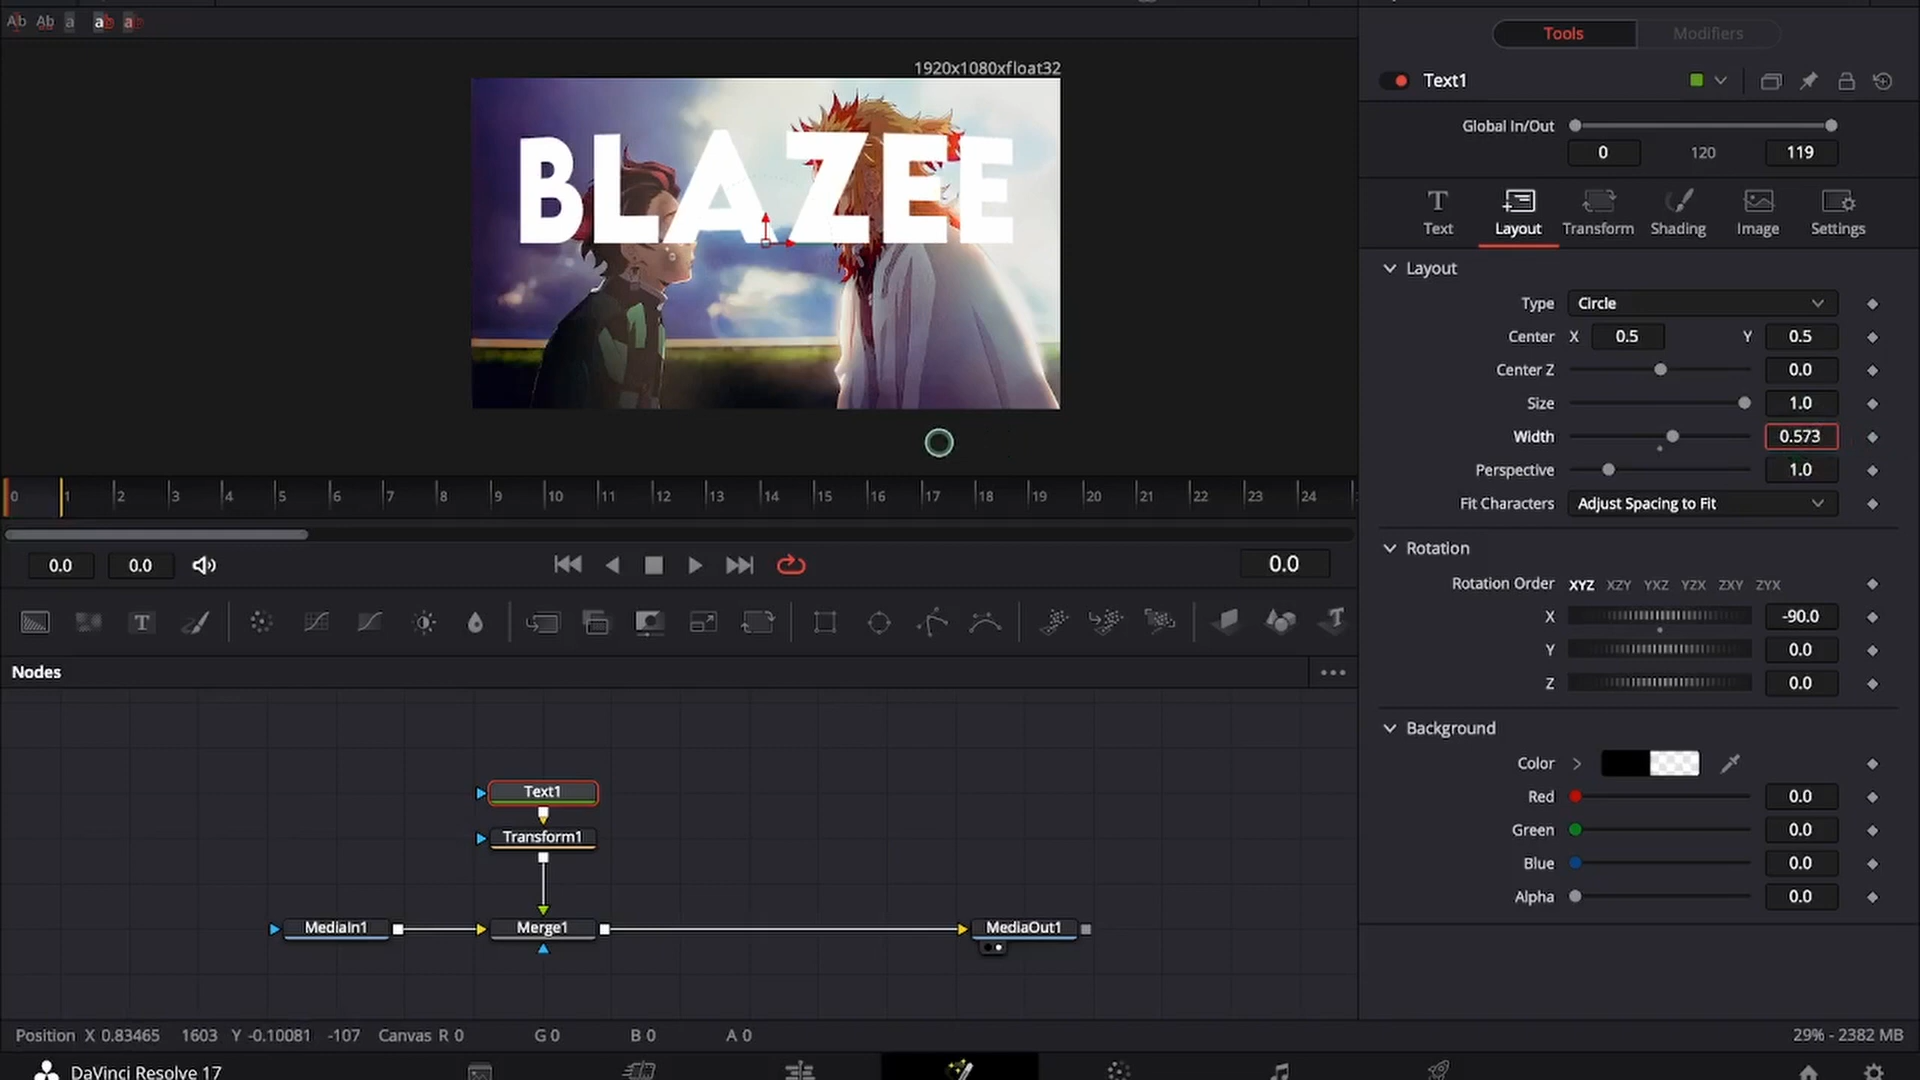 Ab Ab a ab ab
Tools Modifiers
1920x1080xfloat32
Text1
BLAZEE
Global In/Out
0 120 119
Text Layout Transform Shading Image Settings
Layout
Type Circle
Center X 0.5 Y 0.5
Center Z 0.0
Size 1.0
Width 0.573
Perspective 1.0
Fit Characters Adjust Spacing to Fit
0 1 2 3 4 5 6 7 8 9 10 11 12 13 14 15 16 17 18 19 20 21 22 23 24
0.0 0.0 0.0
Rotation
Rotation Order XYZ XZY YXZ YZX ZXY ZYX
X -90.0
Y 0.0
Z 0.0
T T
Nodes
Background
Color
Red 0.0
Green 0.0
Blue 0.0
Alpha 0.0
Text1
Transform1
MediaIn1 Merge1 MediaOut1
Position X 0.83465 1603 Y -0.10081 -107 Canvas R 0 G 0 B 0 A 0
29% - 2382 MB
DaVinci Resolve 17